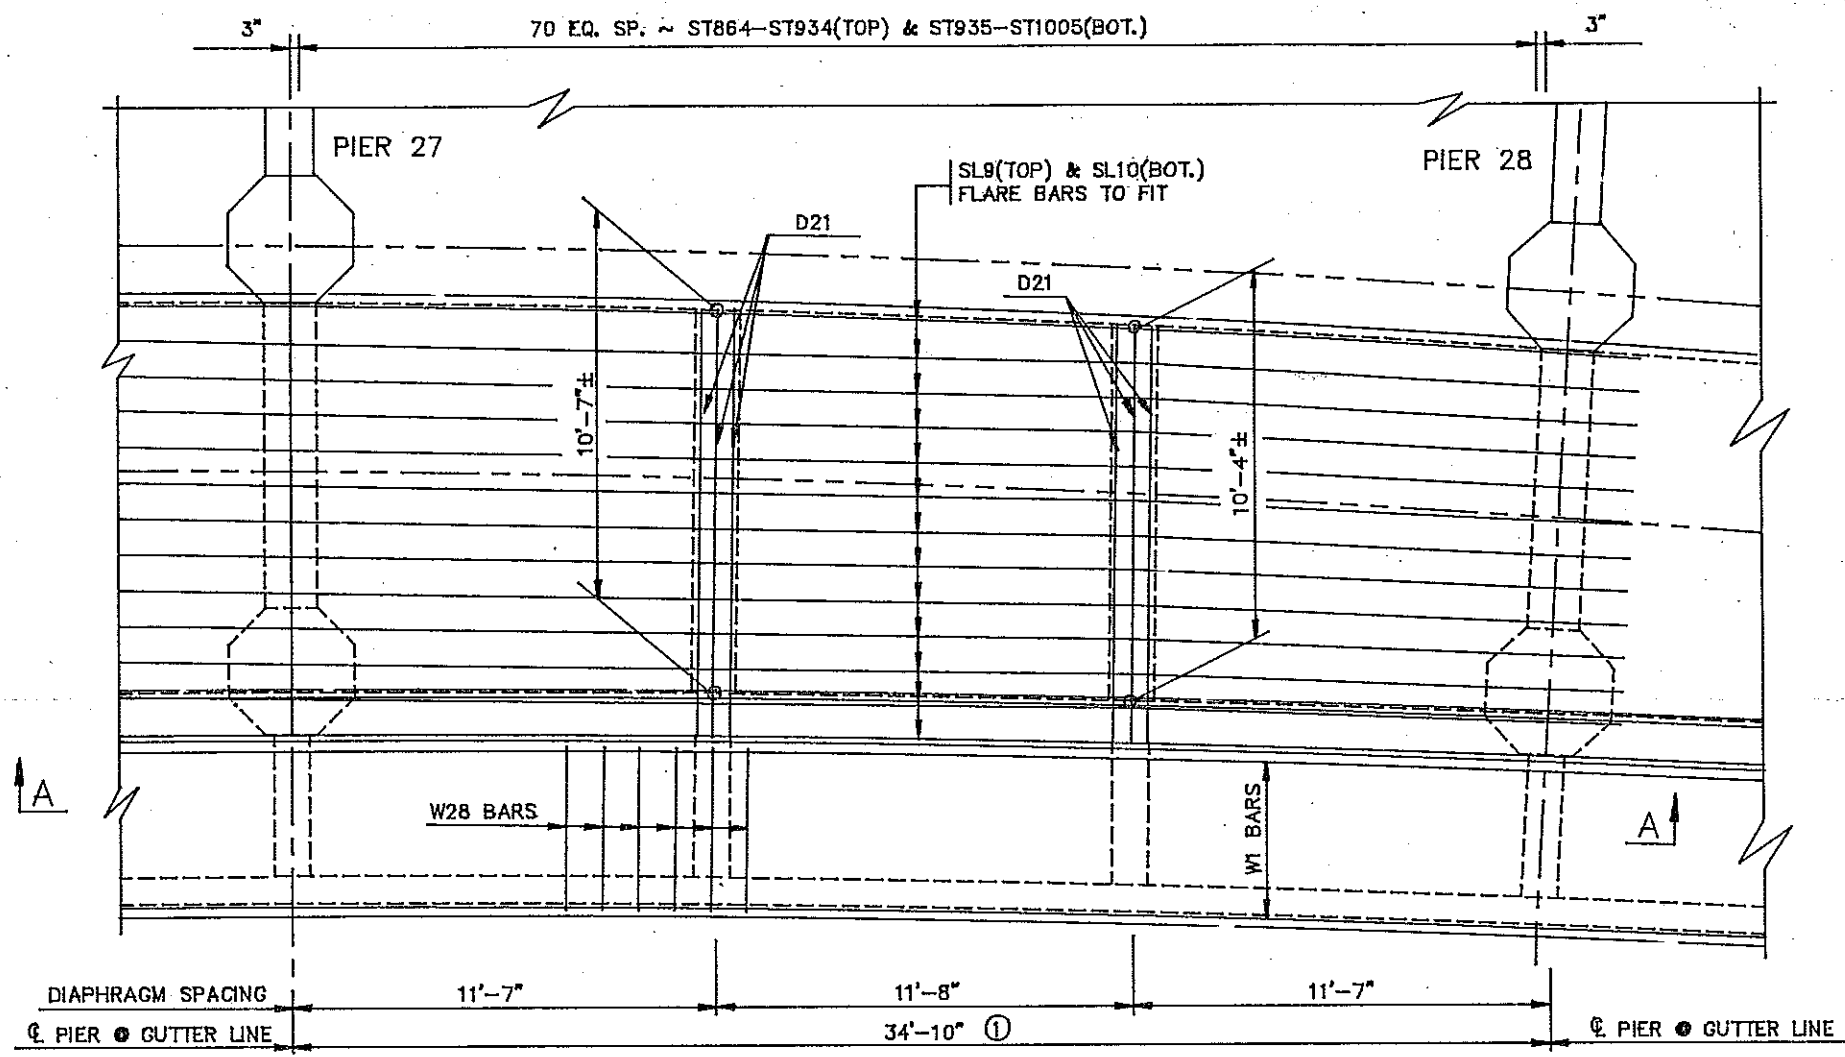 3" 70 EQ. SP. ~ ST864-ST934(TOP) & ST935-ST1005(BOT.) 3"
PIER 27
PIER 28
SL9(TOP) & SL10(BOT.)
FLARE BARS TO FIT
D21
D21
10'-7"±
10'-4"±
W28 BARS
W1 BARS
A
A
DIAPHRAGM SPACING 11'-7" 11'-8" 11'-7"
℄ PIER @ GUTTER LINE 34'-10" ① ℄ PIER @ GUTTER LINE